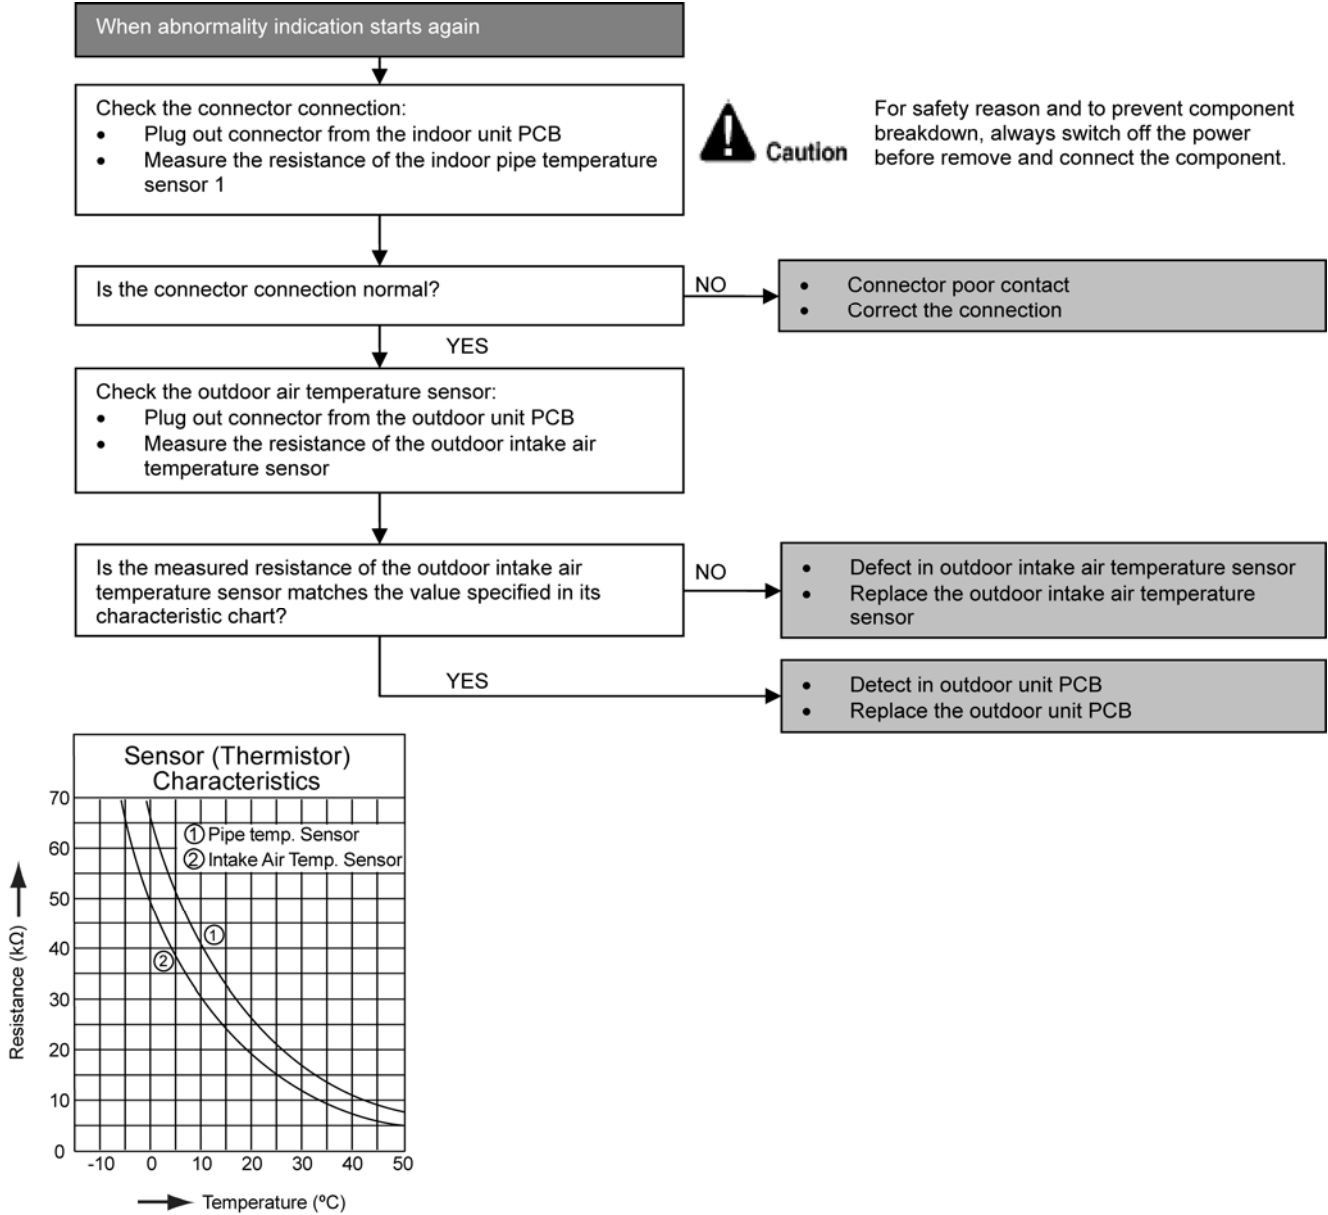 When abnormality indication starts again
Check the connector connection:
• Plug out connector from the indoor unit PCB
• Measure the resistance of the indoor pipe temperature
sensor 1
Caution
For safety reason and to prevent component
breakdown, always switch off the power
before remove and connect the component.
Is the connector connection normal?
NO
• Connector poor contact
• Correct the connection
YES
Check the outdoor air temperature sensor:
• Plug out connector from the outdoor unit PCB
• Measure the resistance of the outdoor intake air
temperature sensor
Is the measured resistance of the outdoor intake air
temperature sensor matches the value specified in its
characteristic chart?
NO
• Defect in outdoor intake air temperature sensor
• Replace the outdoor intake air temperature
sensor
YES
• Detect in outdoor unit PCB
• Replace the outdoor unit PCB
Sensor (Thermistor)
Characteristics
① Pipe temp. Sensor
② Intake Air Temp. Sensor
①
②
70
60
50
40
30
20
10
0
Resistance (kΩ)
-10 0 10 20 30 40 50
Temperature (ºC)